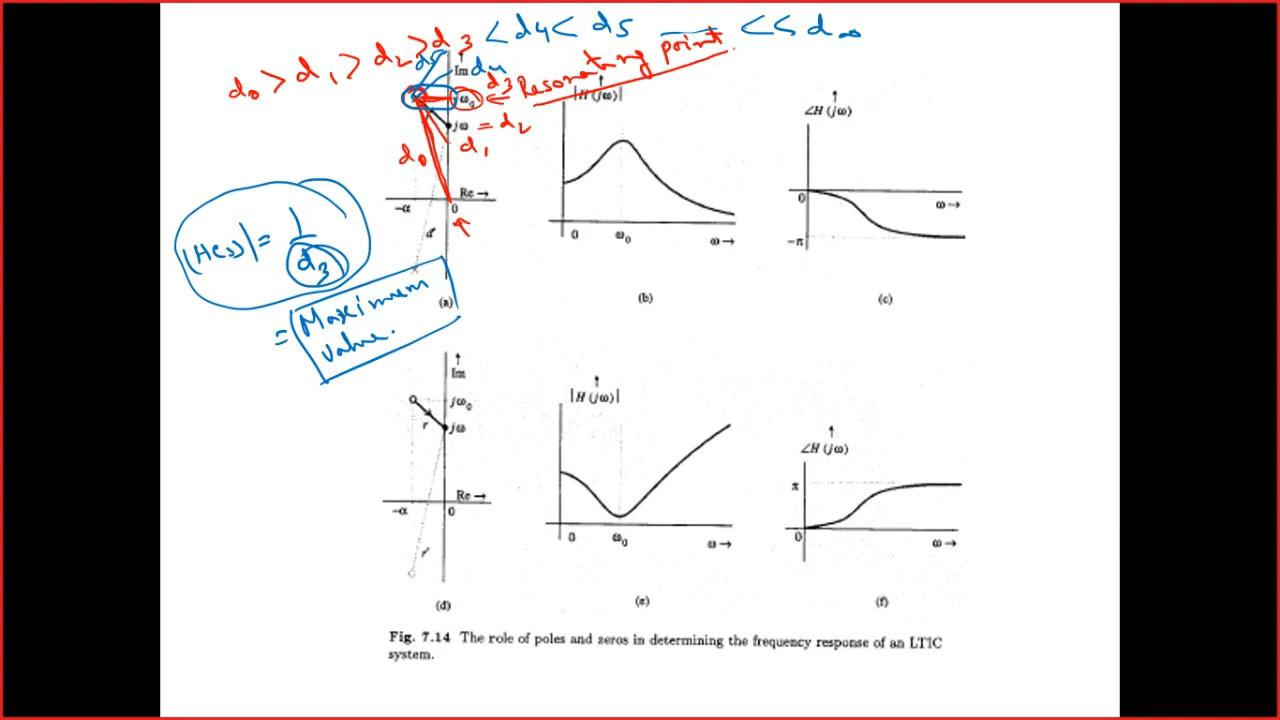 d₀ > d₁ > d₂ > d₃ < d₄ < d₅ —— << d∞
d₅ Im d₄
jω₀ d₃ ← Resonating point.
jω = d₂
d₁
d₀
Re →
-α 0
d'
(a)
|H(s)| = 1/d₃
= Maximum
value.
↑
|H(jω)|
0 ω₀ ω→
(b)
↑
∠H(jω)
0 ω→
-π
(c)
↑
Im
jω₀
r jω
Re →
-α 0
r'
(d)
↑
|H(jω)|
0 ω₀ ω→
(e)
↑
∠H(jω)
π
0 ω→
(f)
Fig. 7.14 The role of poles and zeros in determining the frequency response of an LTIC
system.